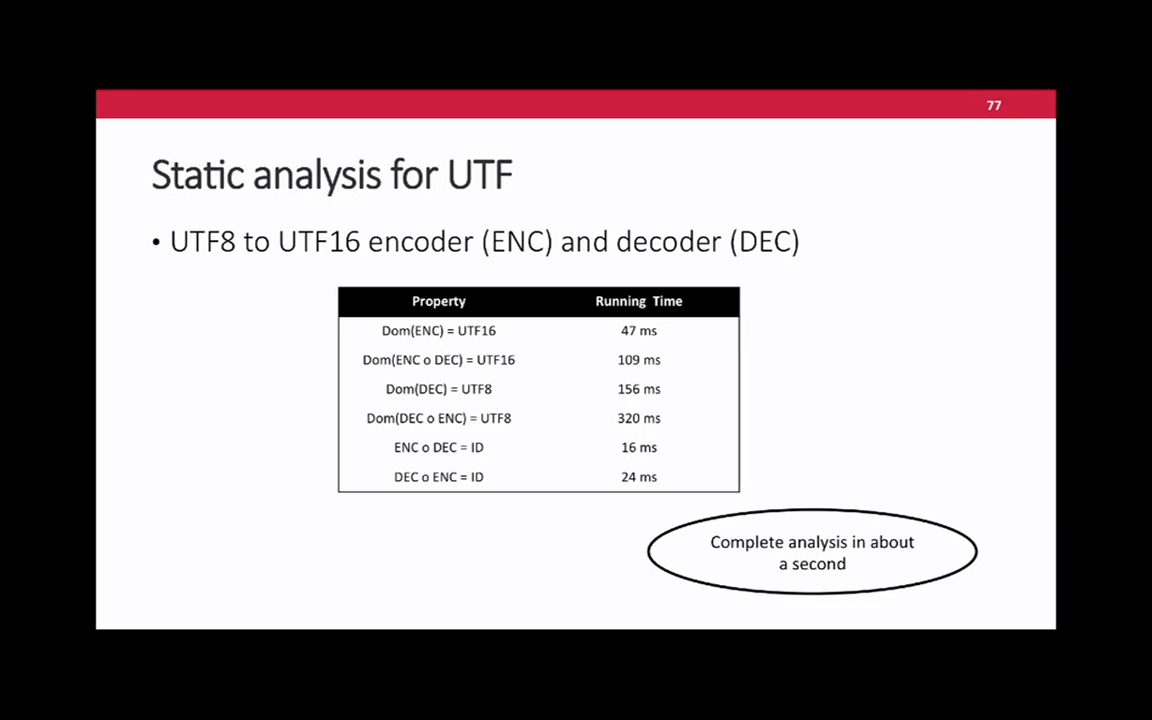 77
Static analysis for UTF
• UTF8 to UTF16 encoder (ENC) and decoder (DEC)
Property Running Time
Dom(ENC) = UTF16 47 ms
Dom(ENC o DEC) = UTF16 109 ms
Dom(DEC) = UTF8 156 ms
Dom(DEC o ENC) = UTF8 320 ms
ENC o DEC = ID 16 ms
DEC o ENC = ID 24 ms
Complete analysis in about
a second